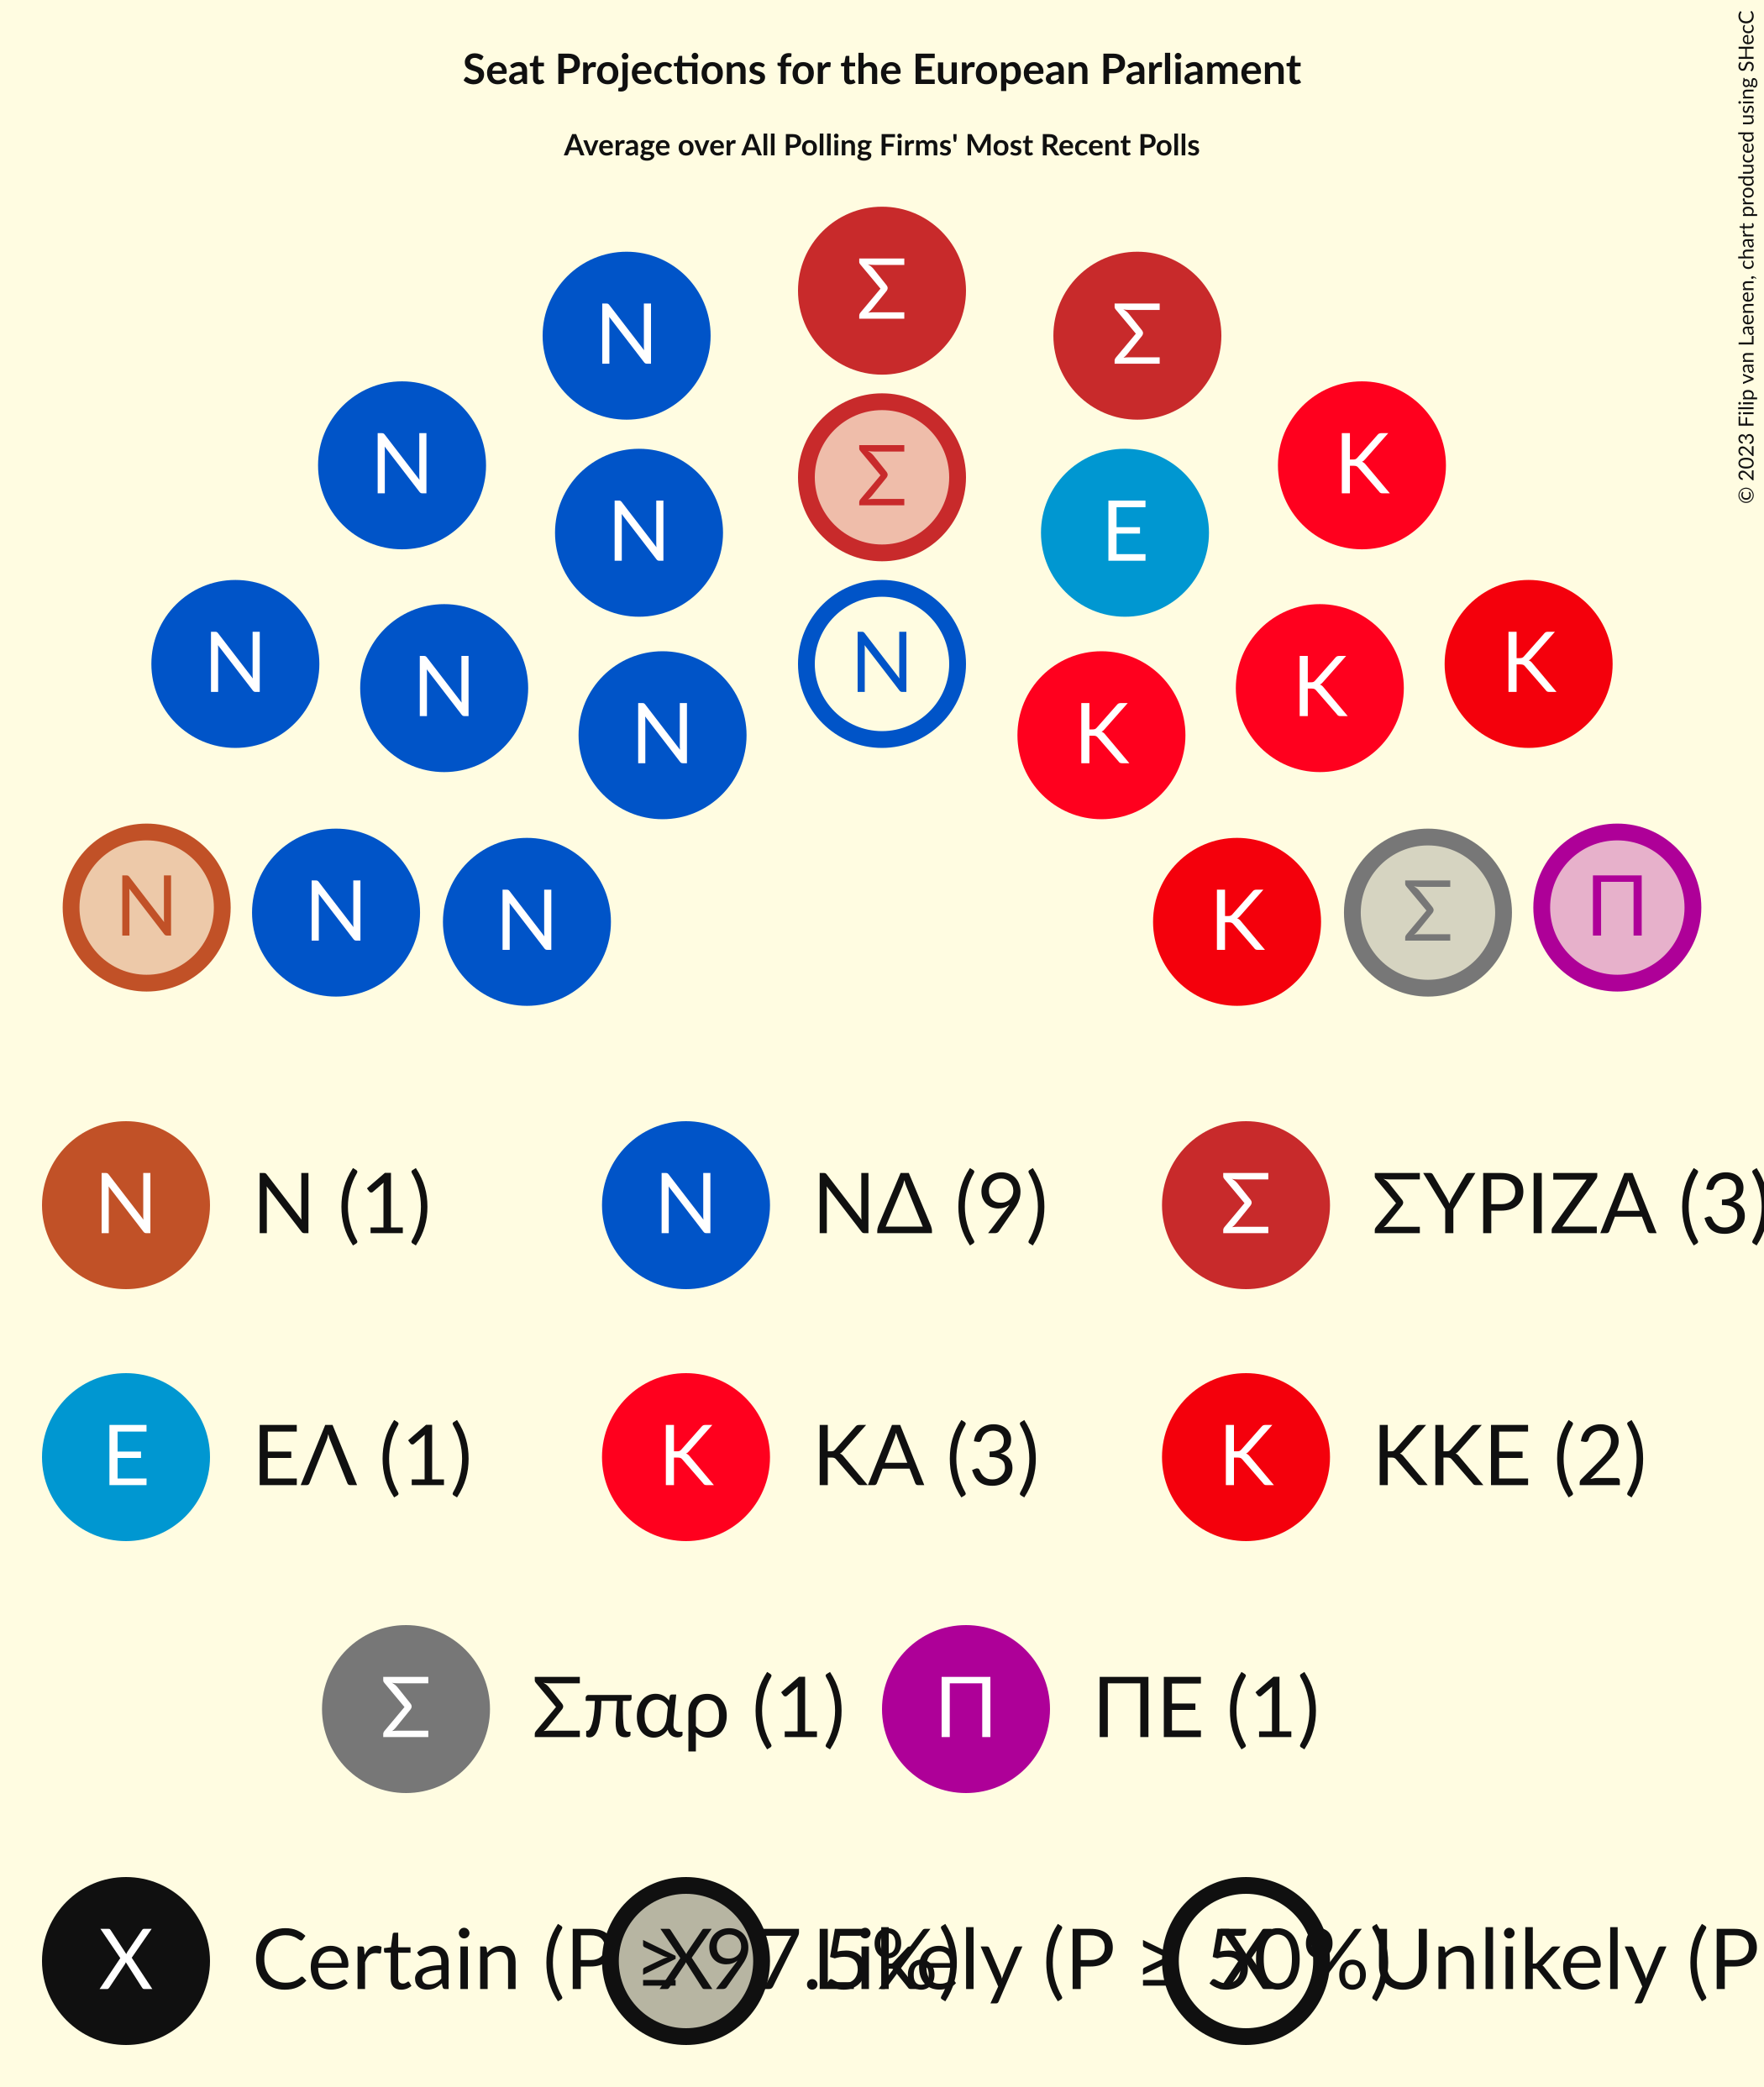 Seat Projections for the European Parliament
Average over All Polling Firms' Most Recent Polls
© 2023 Filip van Laenen, chart produced using SHecC
Σ
Ν Σ
Ν Σ Κ
Ν Ε
Ν Ν Κ Κ
Ν Ν Κ
Ν Ν Ν Κ Σ Π
Ν Ν (1) Ν ΝΔ (9) Σ ΣΥΡΙΖΑ (3)
Ε ΕΛ (1) Κ ΚΑ (3) Κ ΚΚΕ (2)
Σ Σπαρ (1) Π ΠΕ (1)
X Certain (P ≥ 97.5%) X Likely (P ≥ 50%) X Unlikely (P